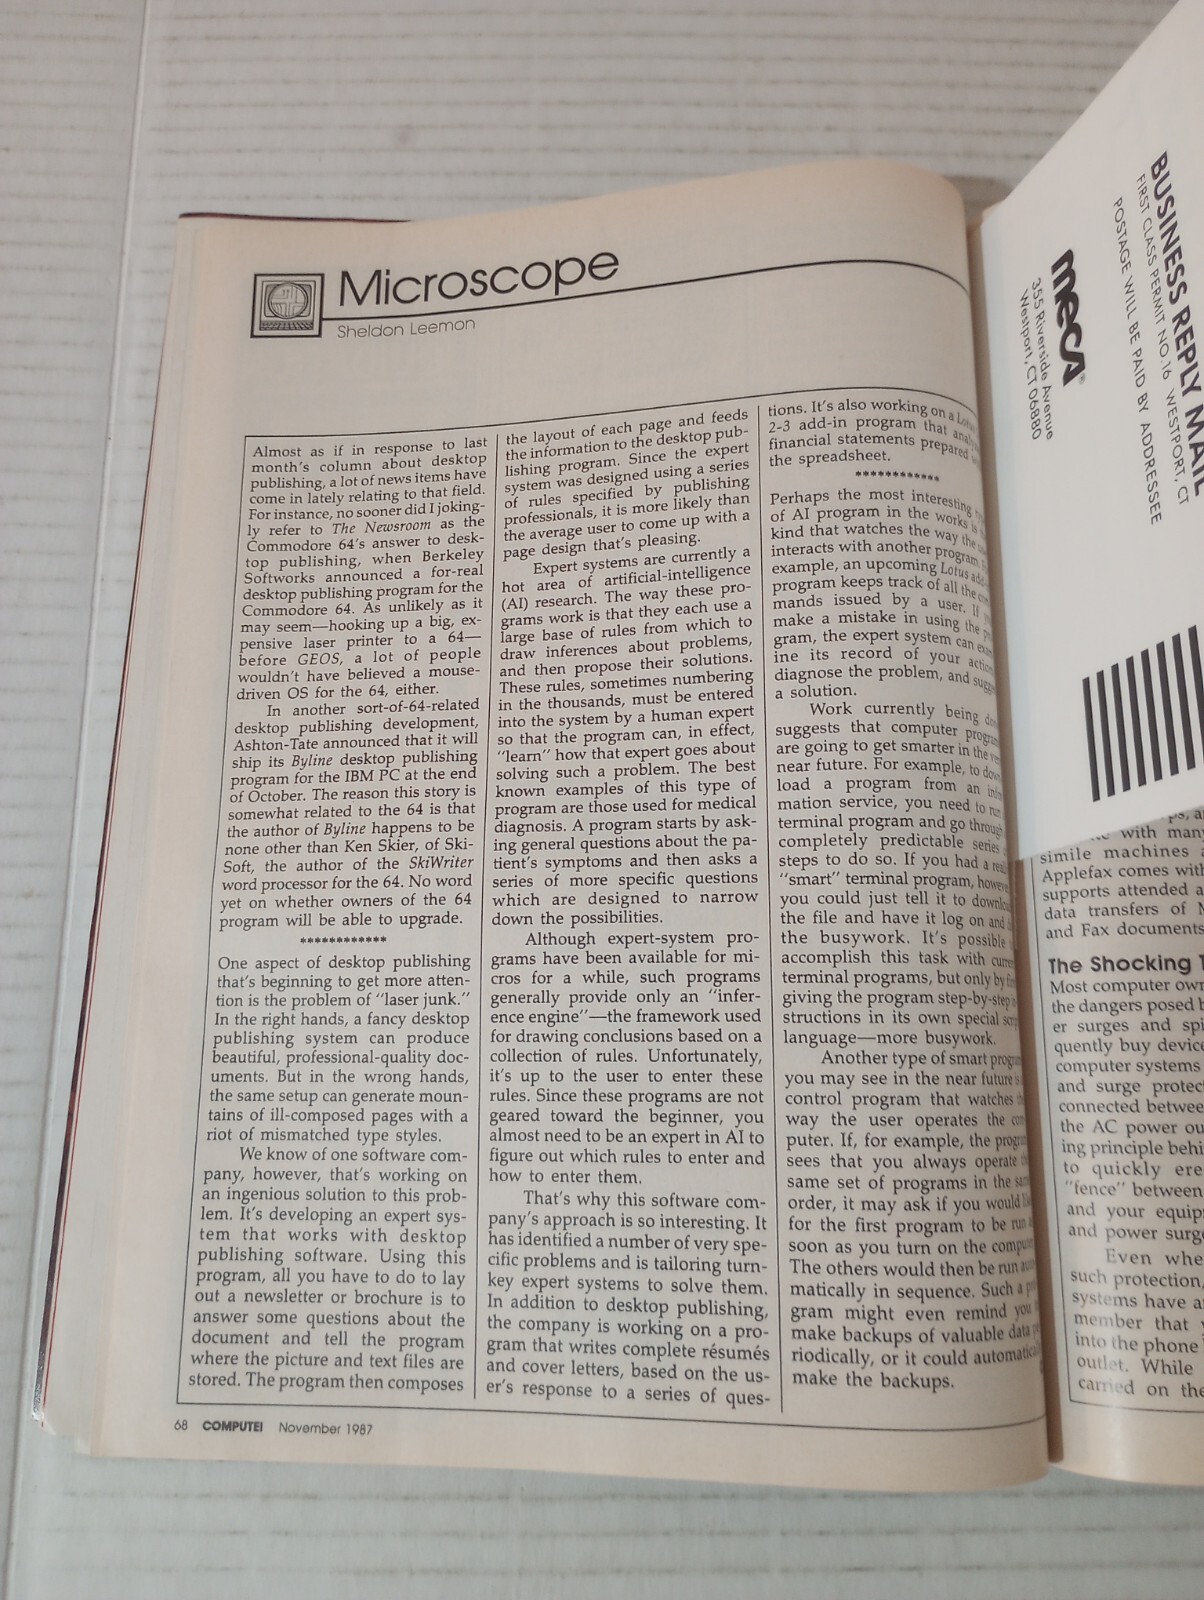 Microscope
Sheldon Leemon
Almost as if in response to last
month's column about desktop
publishing, a lot of news items have
come in lately relating to that field.
For instance, no sooner did I joking-
ly refer to The Newsroom as the
Commodore 64's answer to desk-
top publishing, when Berkeley
Softworks announced a for-real
desktop publishing program for the
Commodore 64. As unlikely as it
may seem—hooking up a big, ex-
pensive laser printer to a 64—
before GEOS, a lot of people
wouldn't have believed a mouse-
driven OS for the 64, either.
In another sort-of-64-related
desktop publishing development,
Ashton-Tate announced that it will
ship its Byline desktop publishing
program for the IBM PC at the end
of October. The reason this story is
somewhat related to the 64 is that
the author of Byline happens to be
none other than Ken Skier, of Ski-
Soft, the author of the SkiWriter
word processor for the 64. No word
yet on whether owners of the 64
program will be able to upgrade.
************
One aspect of desktop publishing
that's beginning to get more atten-
tion is the problem of "laser junk."
In the right hands, a fancy desktop
publishing system can produce
beautiful, professional-quality doc-
uments. But in the wrong hands,
the same setup can generate moun-
tains of ill-composed pages with a
riot of mismatched type styles.
We know of one software com-
pany, however, that's working on
an ingenious solution to this prob-
lem. It's developing an expert sys-
tem that works with desktop
publishing software. Using this
program, all you have to do to lay
out a newsletter or brochure is to
answer some questions about the
document and tell the program
where the picture and text files are
stored. The program then composes
the layout of each page and feeds
the information to the desktop pub-
lishing program. Since the expert
system was designed using a series
of rules specified by publishing
professionals, it is more likely than
the average user to come up with a
page design that's pleasing.
Expert systems are currently a
hot area of artificial-intelligence
(AI) research. The way these pro-
grams work is that they each use a
large base of rules from which to
draw inferences about problems,
and then propose their solutions.
These rules, sometimes numbering
in the thousands, must be entered
into the system by a human expert
so that the program can, in effect,
"learn" how that expert goes about
solving such a problem. The best
known examples of this type of
program are those used for medical
diagnosis. A program starts by ask-
ing general questions about the pa-
tient's symptoms and then asks a
series of more specific questions
which are designed to narrow
down the possibilities.
Although expert-system pro-
grams have been available for mi-
cros for a while, such programs
generally provide only an "infer-
ence engine"—the framework used
for drawing conclusions based on a
collection of rules. Unfortunately,
it's up to the user to enter these
rules. Since these programs are not
geared toward the beginner, you
almost need to be an expert in AI to
figure out which rules to enter and
how to enter them.
That's why this software com-
pany's approach is so interesting. It
has identified a number of very spe-
cific problems and is tailoring turn-
key expert systems to solve them.
In addition to desktop publishing,
the company is working on a pro-
gram that writes complete résumés
and cover letters, based on the us-
er's response to a series of ques-
tions. It's also working on a Lotus
2-3 add-in program that
financial statements prepared
the spreadsheet.
************
Perhaps the most interesting
of AI program in the works is
kind that watches the way the
interacts with another program.
example, an upcoming Lotus
program keeps track of all the
mands issued by a user. If
make a mistake in using the
gram, the expert system can
ine its record of your
diagnose the problem, and
a solution.
Work currently being
suggests that computer
are going to get smarter in the
near future. For example, to
load a program from an
mation service, you need to
terminal program and go through
completely predictable series
steps to do so. If you had a
"smart" terminal program,
you could just tell it to
the file and have it log on and
the busywork. It's possible
accomplish this task with
terminal programs, but only by
giving the program step-by-step
structions in its own special
language—more busywork.
Another type of smart
you may see in the near future
control program that watches
way the user operates the
puter. If, for example, the
sees that you always operate
same set of programs in the
order, it may ask if you would
for the first program to be run
soon as you turn on the
The others would then be run
matically in sequence. Such a
gram might even remind you
make backups of valuable data
riodically, or it could
make the backups.
68 COMPUTE! November 1987
BUSINESS REPLY MAIL
FIRST CLASS PERMIT NO. 16 WESTPORT, CT
POSTAGE WILL BE PAID BY ADDRESSEE
meca®
355 Riverside Avenue
Westport, CT 06880
with many
simile machines
Applefax comes with
supports attended
data transfers of
and Fax documents
The Shocking
Most computer
the dangers posed
er surges and
quently buy
computer systems
and surge
connected between
the AC power
ing principle
to quickly
"fence" between
and your
and power
Even
such protection,
systems have
member that
into the phone
outlet. While
carried on the